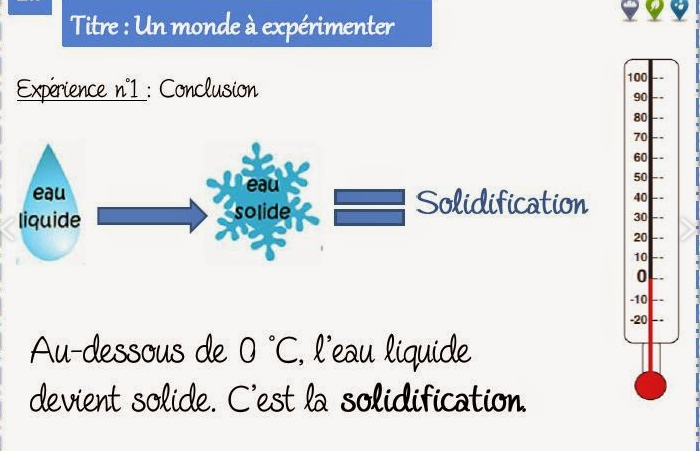 Titre : Un monde à expérimenter
Expérience n°1 : Conclusion
eau
liquide
eau
solide
Solidification
100
90
80
70
60
50
40
30
20
10
0
-10
-20
Au-dessous de 0 °C, l'eau liquide
devient solide. C'est la solidification.